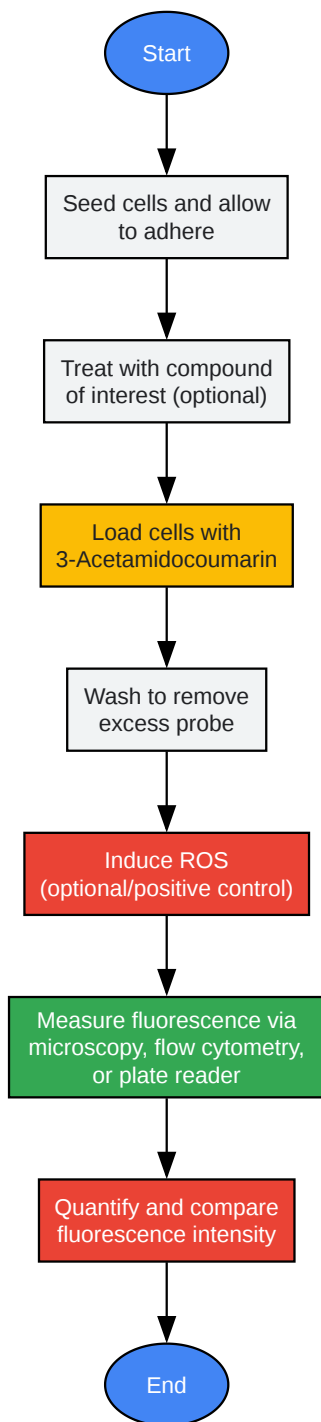 Start
Seed cells and allow
to adhere
Treat with compound
of interest (optional)
Load cells with
3-Acetamidocoumarin
Wash to remove
excess probe
Induce ROS
(optional/positive control)
Measure fluorescence via
microscopy, flow cytometry,
or plate reader
Quantify and compare
fluorescence intensity
End